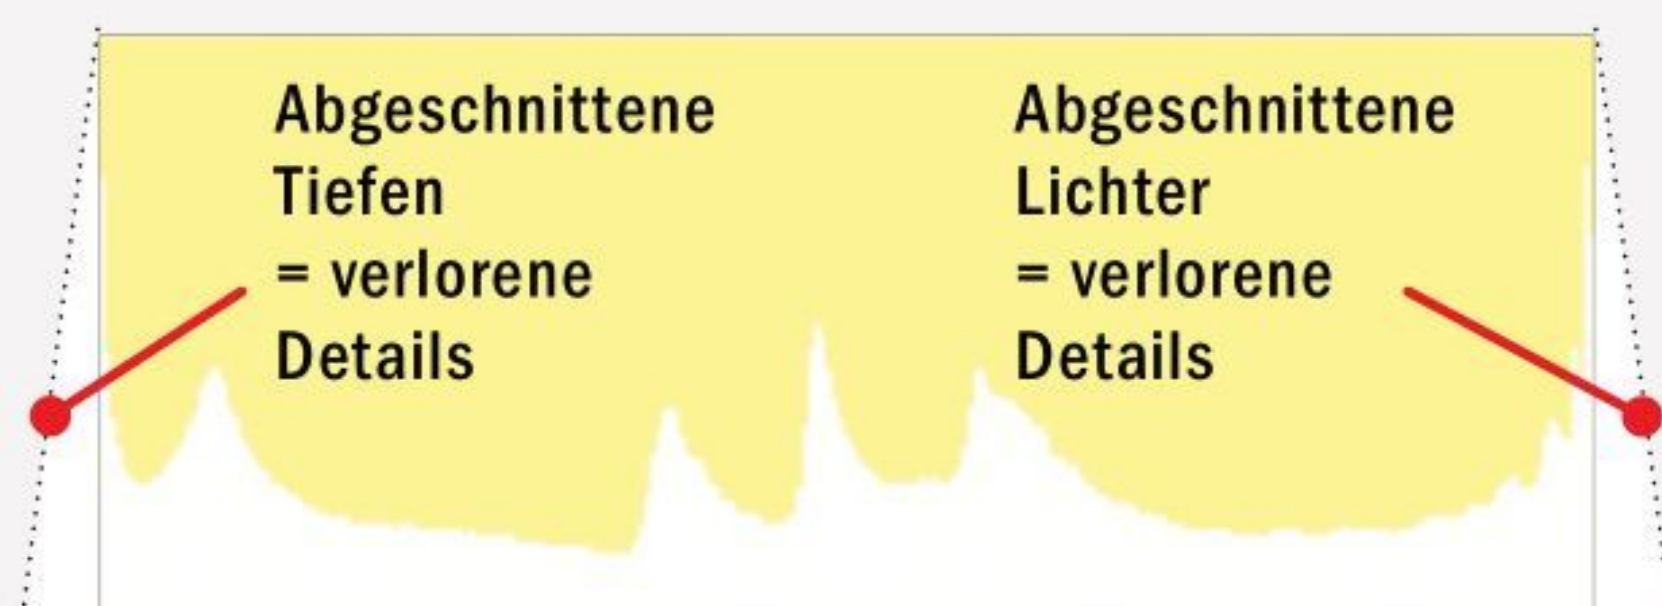 Abgeschnittene
Tiefen
= verlorene
Details
Abgeschnittene
Lichter
= verlorene
Details